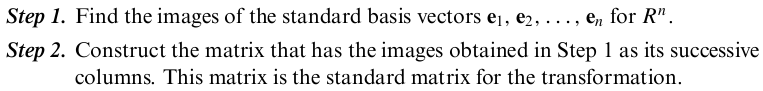 Step 1. Find the images of the standard basis vectors e₁, e₂, . . . , eₙ for Rⁿ.
Step 2. Construct the matrix that has the images obtained in Step 1 as its successive
columns. This matrix is the standard matrix for the transformation.